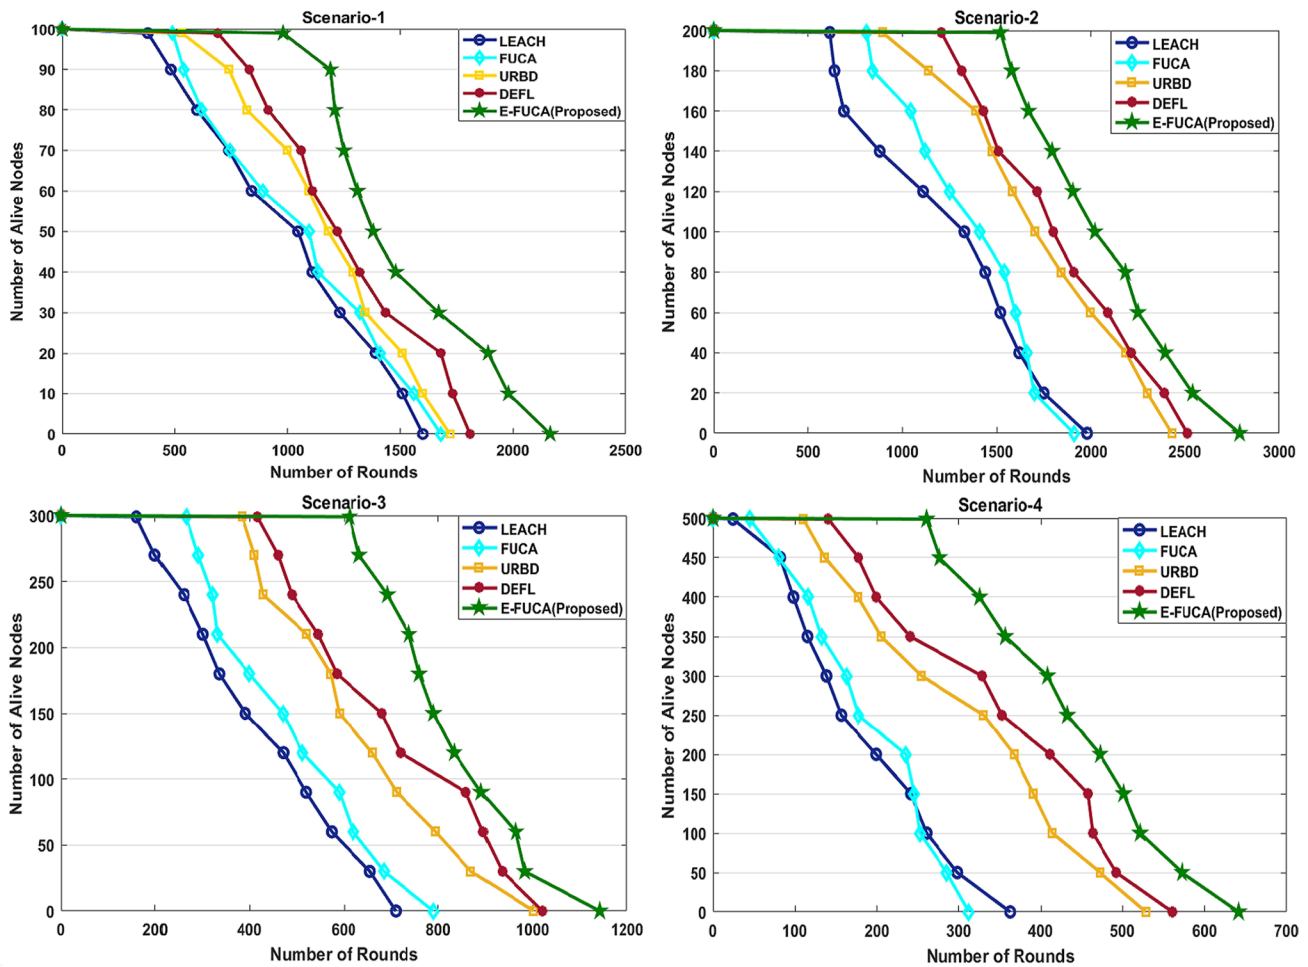 Scenario-1
100
90
80
70
60
50
40
30
20
10
0
Number of Alive Nodes
0 500 1000 1500 2000 2500
Number of Rounds
LEACH
FUCA
URBD
DEFL
E-FUCA(Proposed)
Scenario-2
200
180
160
140
120
100
80
60
40
20
0
Number of Alive Nodes
0 500 1000 1500 2000 2500 3000
Number of Rounds
LEACH
FUCA
URBD
DEFL
E-FUCA(Proposed)
Scenario-3
300
250
200
150
100
50
0
Number of Alive Nodes
0 200 400 600 800 1000 1200
Number of Rounds
LEACH
FUCA
URBD
DEFL
E-FUCA(Proposed)
Scenario-4
500
450
400
350
300
250
200
150
100
50
0
Number of Alive Nodes
0 100 200 300 400 500 600 700
Number of Rounds
LEACH
FUCA
URBD
DEFL
E-FUCA(Proposed)